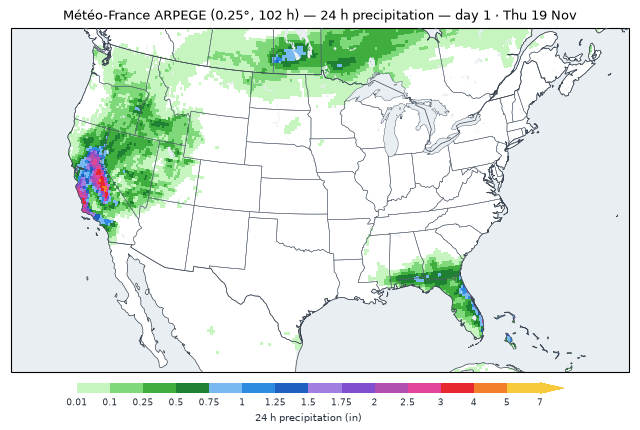 Météo-France ARPEGE (0.25°, 102 h) — 24 h precipitation — day 1 · Thu 19 Nov
0.01 0.1 0.25 0.5 0.75 1 1.25 1.5 1.75 2 2.5 3 4 5 7
24 h precipitation (in)